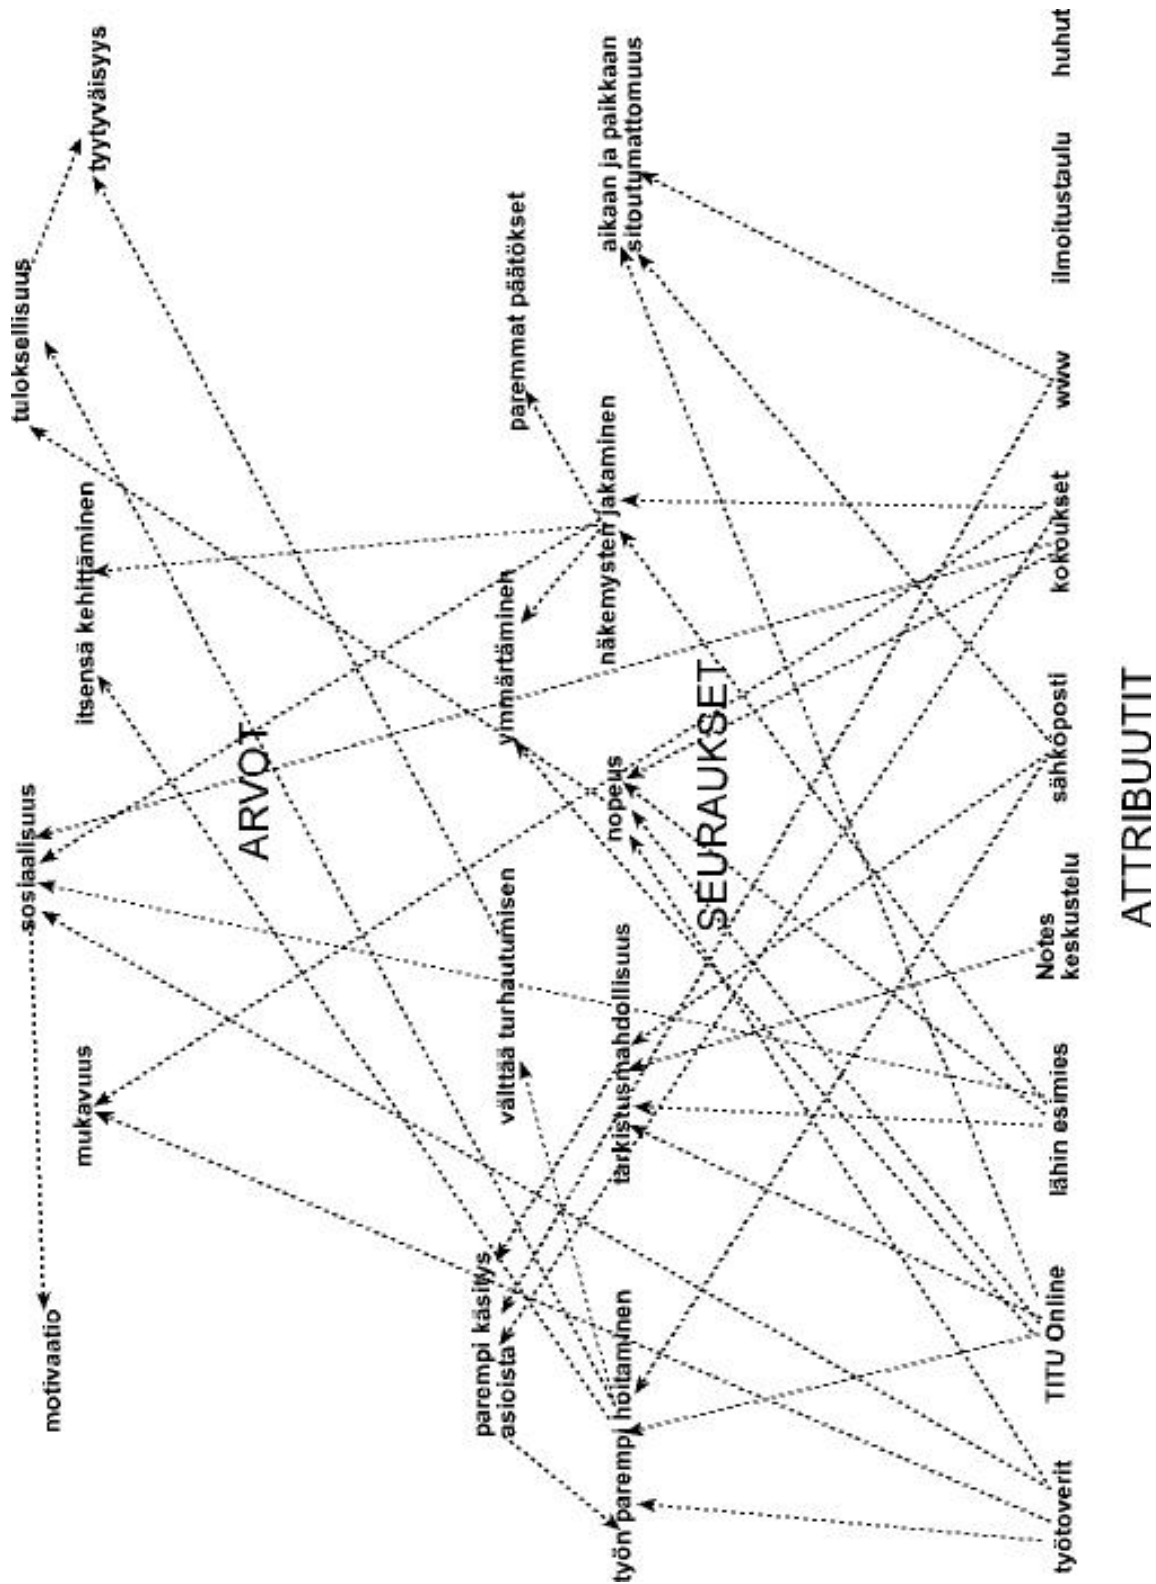 motivaatio
sosiaalisuus
tuloksellisuus
mukavuus
itsensä kehittäminen
tyytyväisyys
ARVOT
parempi käsitys
asioista
välttää turhautumisen
ymmärtäminen
paremmat päätökset
työn parempi hoitaminen
tarkistusmahdollisuus
nopeus
näkemysten jakaminen
aikaan ja paikkaan
sitoutumattomuus
SEURAUKSET
työtoverit
TITU Online
lähin esimies
Notes
keskustelu
sähköposti
kokoukset
www
ilmoitustaulu
huhut
ATTRIBUUTIT